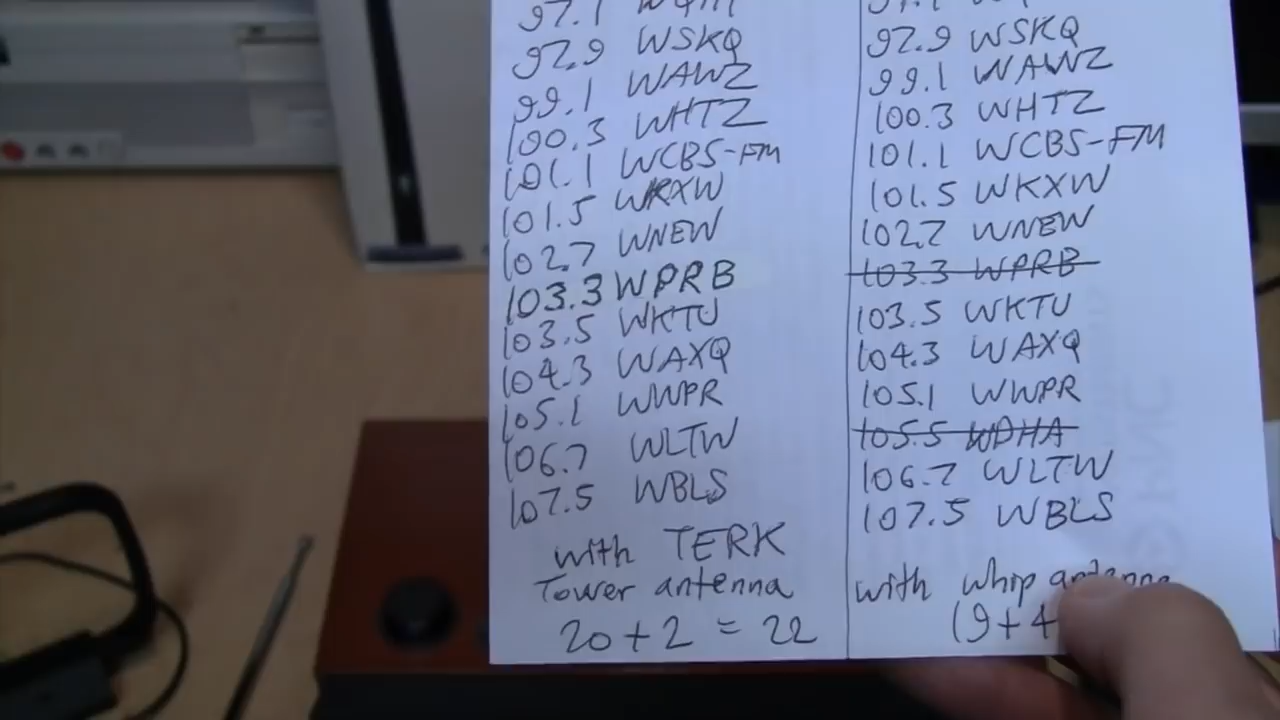 97.1
92.9 WSKQ
99.1 WAWZ
100.3 WHTZ
101.1 WCBS-FM
101.5 WKXW
102.7 WNEW
103.3 WPRB
103.5 WKTU
104.3 WAXQ
105.1 WWPR
106.7 WLTW
107.5 WBLS
with TERK
Tower antenna
20 + 2 = 22
97.9 WSKQ
99.1 WAWZ
100.3 WHTZ
101.1 WCBS-FM
101.5 WKXW
102.7 WNEW
103.3 WPRB
103.5 WKTU
104.3 WAXQ
105.1 WWPR
105.5 WDHA
106.7 WLTW
107.5 WBLS
with whip antenna
19+4